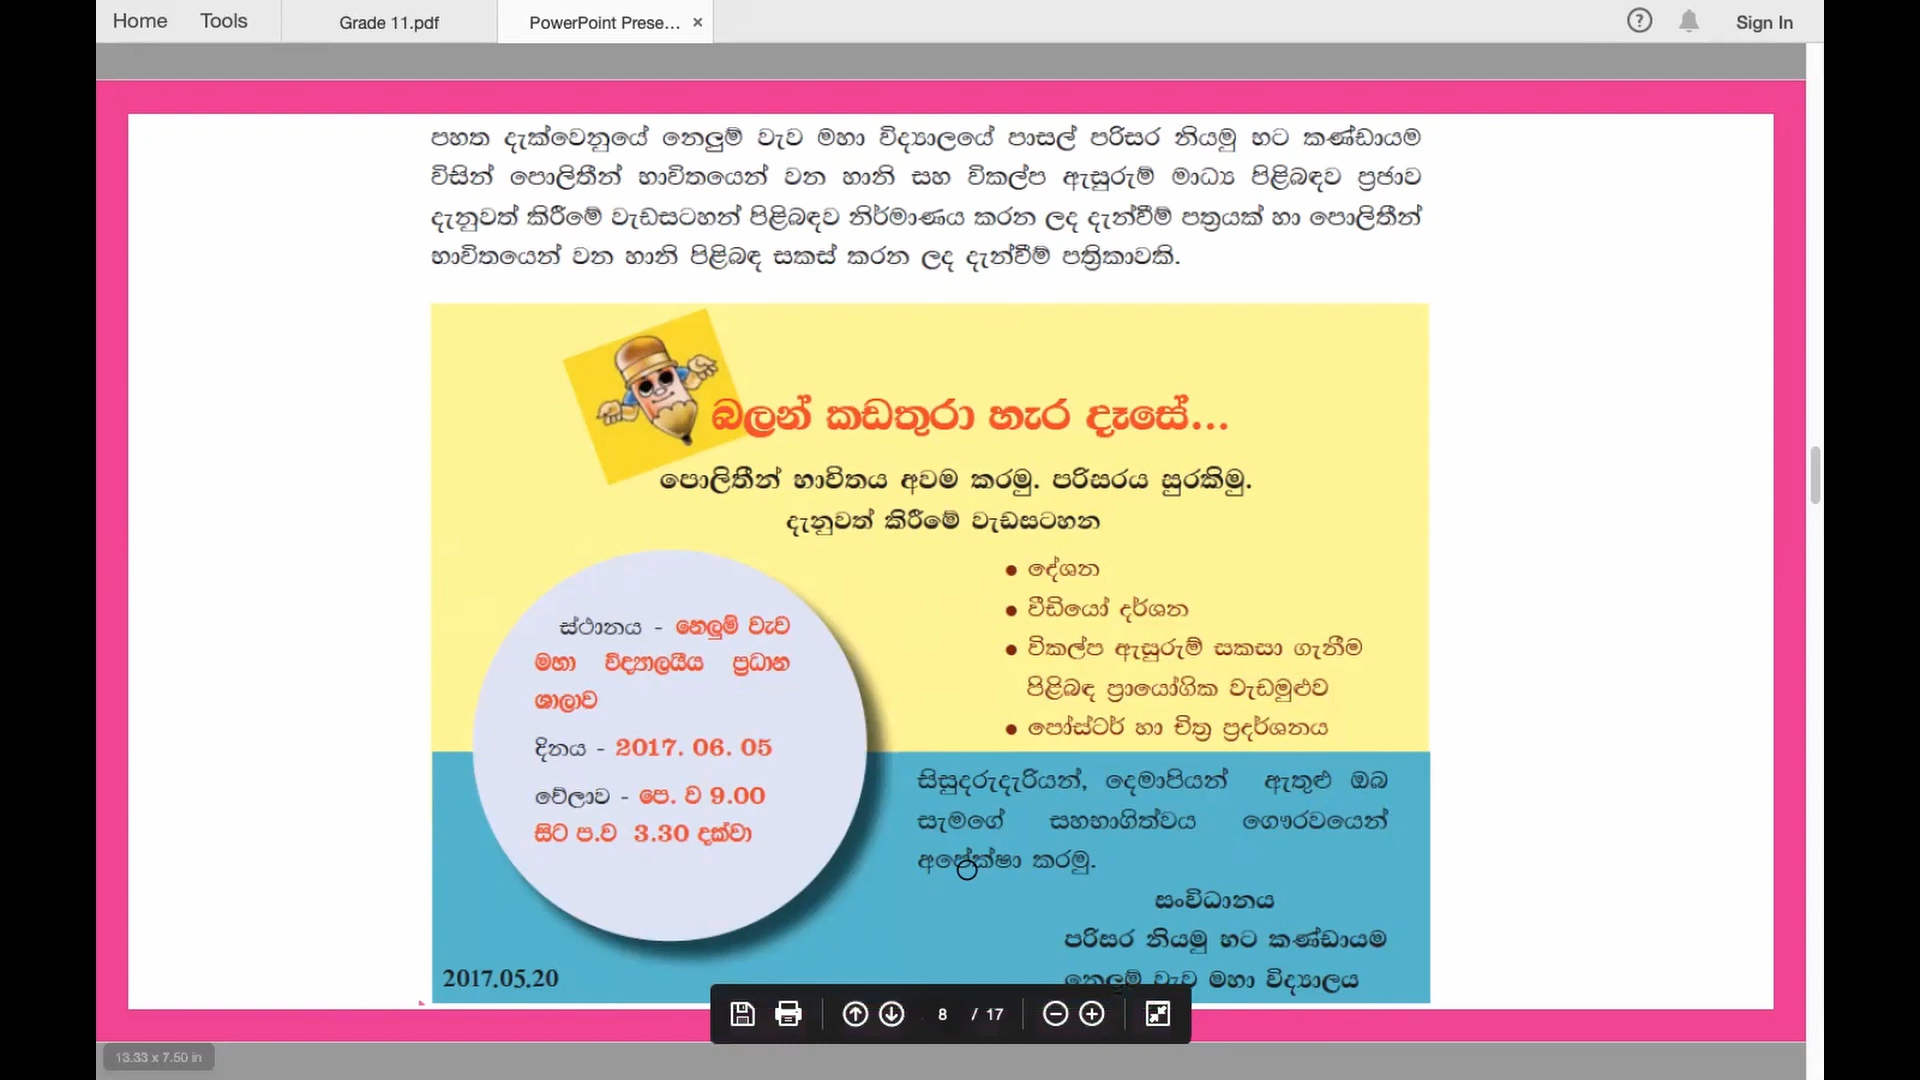 Home Tools Grade 11.pdf PowerPoint Prese... × Sign In
පහත දැක්වෙනුයේ නෙලුම් වැව මහා විද්‍යාලයේ පාසල් පරිසර නියමු භට කණ්ඩායම
විසින් පොලිතීන් භාවිතයෙන් වන හානි සහ විකල්ප ඇසුරුම් මාධ්‍ය පිළිබඳව ප්‍රජාව
දැනුවත් කිරීමේ වැඩසටහන් පිළිබඳව නිර්මාණය කරන ලද දැන්වීම් පත්‍රයක් හා පොලිතීන්
භාවිතයෙන් වන හානි පිළිබඳ සකස් කරන ලද දැන්වීම් පත්‍රිකාවකි.
බලන් කඩතුරා හැර දෑසේ...
පොලිතීන් භාවිතය අවම කරමු. පරිසරය සුරකිමු.
දැනුවත් කිරීමේ වැඩසටහන
• දේශන
• වීඩියෝ දර්ශන
• විකල්ප ඇසුරුම් සකසා ගැනීම
පිළිබඳ ප්‍රායෝගික වැඩමුළුව
• පෝස්ටර් හා චිත්‍ර ප්‍රදර්ශනය
ස්ථානය - නෙලුම් වැව
මහා විද්‍යාලයීය ප්‍රධාන
ශාලාව
දිනය - 2017. 06. 05
වේලාව - පෙ. ව 9.00
සිට ප.ව 3.30 දක්වා
සිසුදරුදැරියන්, දෙමාපියන් ඇතුළු ඔබ
සැමගේ සහභාගිත්වය ගෞරවයෙන්
අපේක්ෂා කරමු.
සංවිධානය
පරිසර නියමු භට කණ්ඩායම
නෙලුම් වැව මහා විද්‍යාලය
2017.05.20
8 / 17
13.33 x 7.50 in